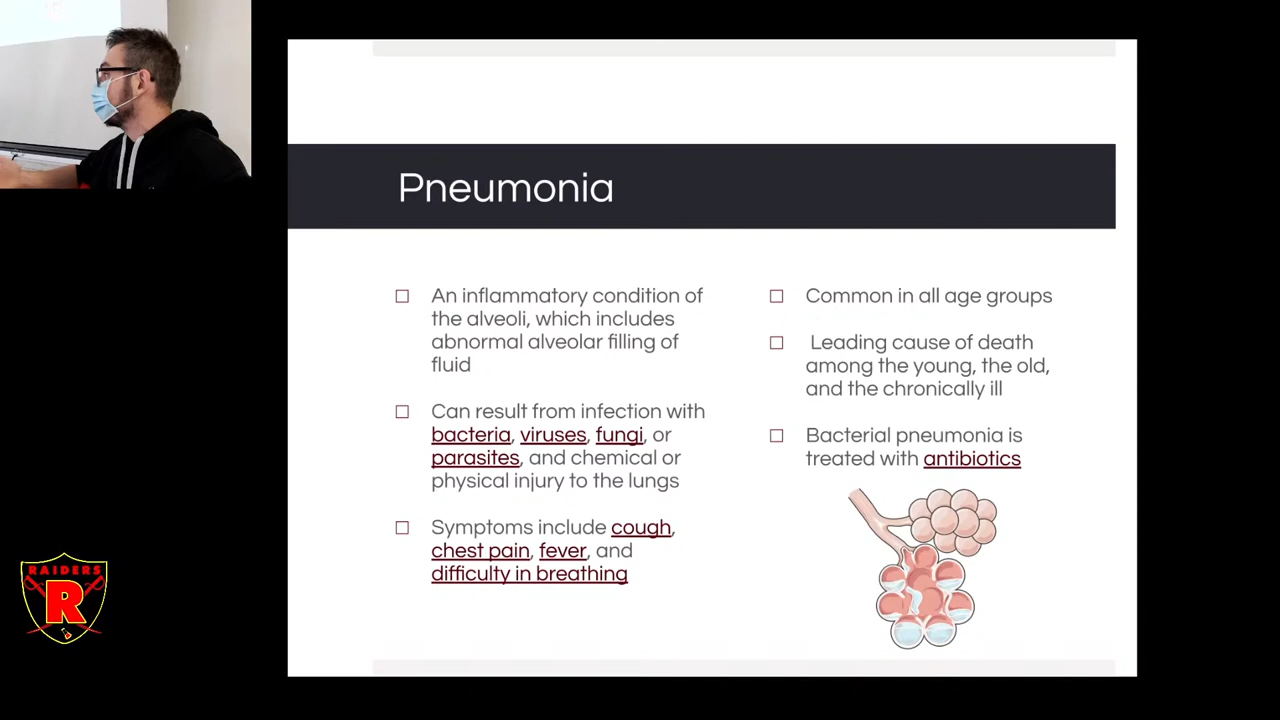 Pneumonia
An inflammatory condition of
the alveoli, which includes
abnormal alveolar filling of
fluid
Can result from infection with
bacteria, viruses, fungi, or
parasites, and chemical or
physical injury to the lungs
Symptoms include cough,
chest pain, fever, and
difficulty in breathing
Common in all age groups
Leading cause of death
among the young, the old,
and the chronically ill
Bacterial pneumonia is
treated with antibiotics
RAIDERS
R